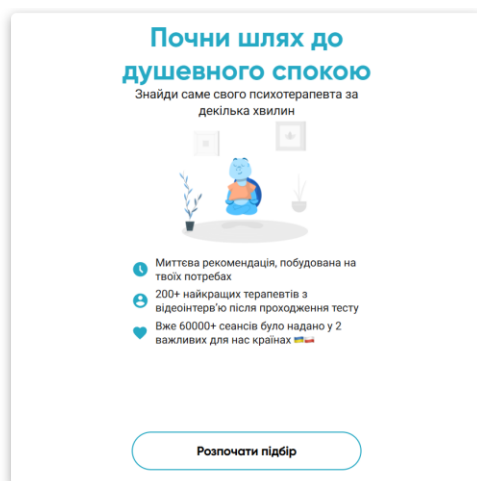 Почни шлях до
душевного спокою
Знайди саме свого психотерапевта за
декілька хвилин
Миттєва рекомендація, побудована на
твоїх потребах
200+ найкращих терапевтів з
відеоінтерв'ю після проходження тесту
Вже 60000+ сеансів було надано у 2
важливих для нас країнах 🇺🇦🇵🇱
Розпочати підбір